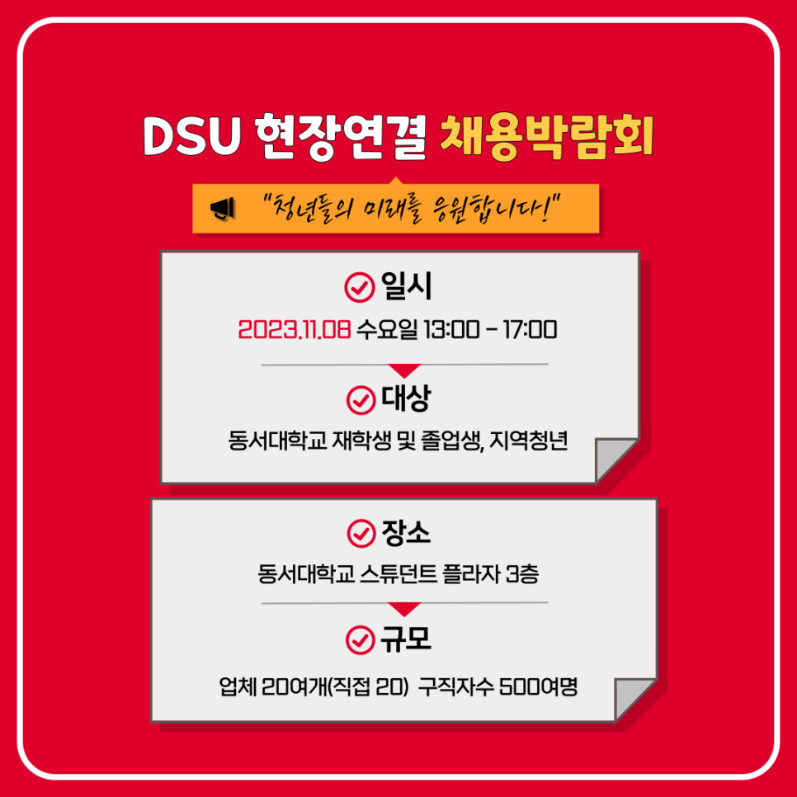 DSU 현장연결 채용박람회
"청년들의 미래를 응원합니다!"
일시
2023.11.08 수요일 13:00 - 17:00
대상
동서대학교 재학생 및 졸업생, 지역청년
장소
동서대학교 스튜던트 플라자 3층
규모
업체 20여개(직접 20) 구직자수 500여명